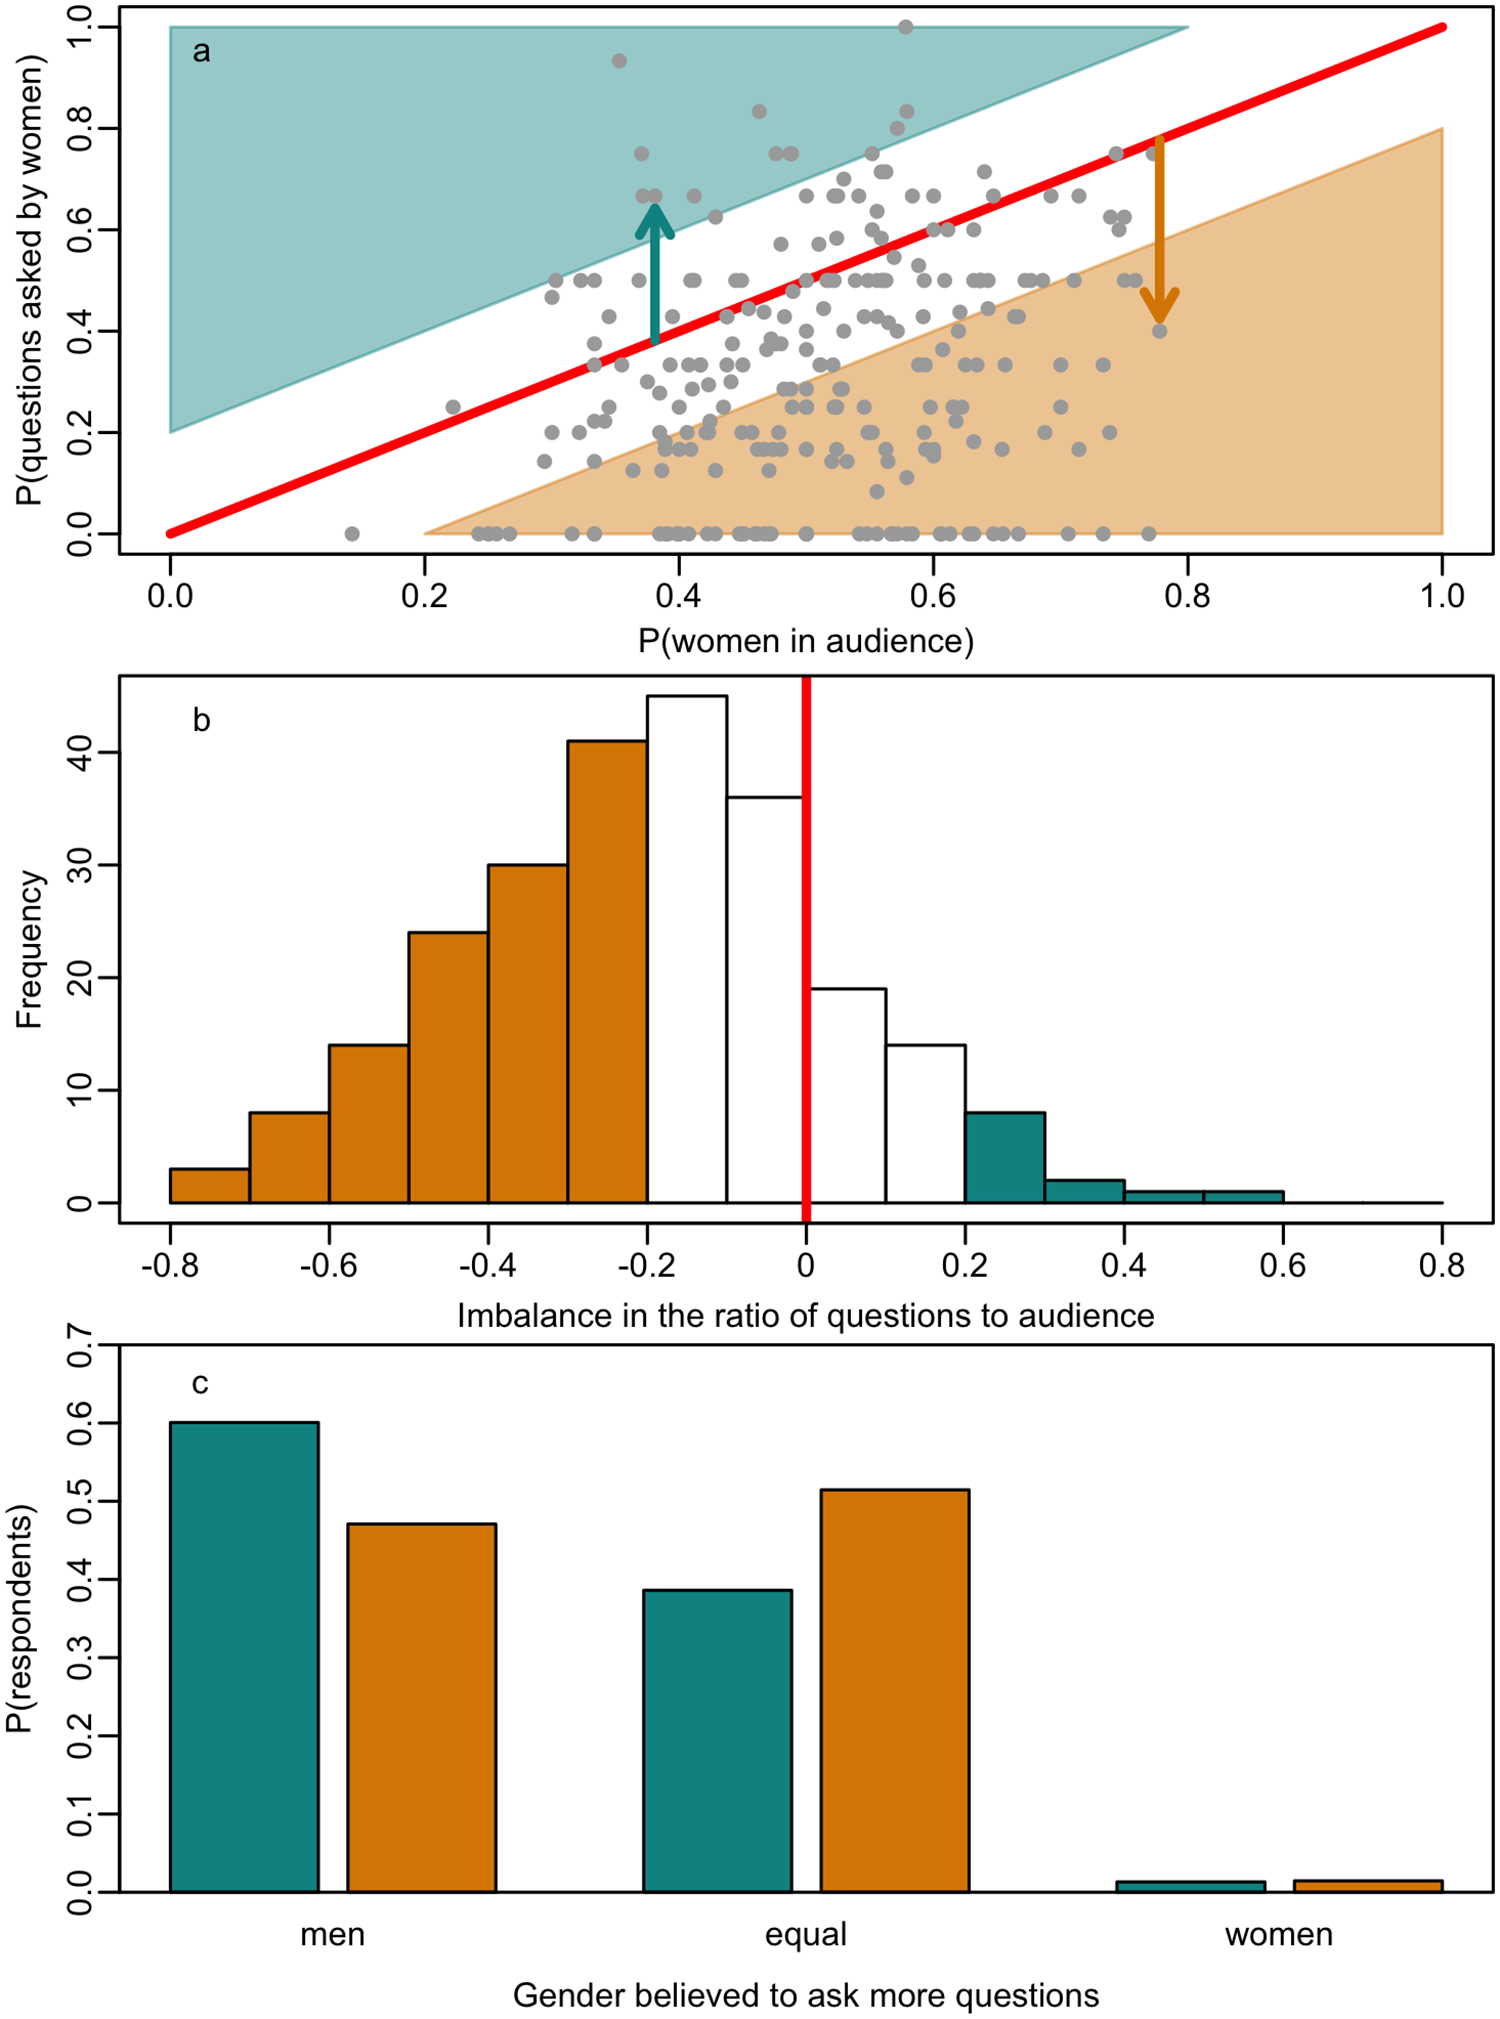 a
P(questions asked by women)
1.0
0.8
0.6
0.4
0.2
0.0
0.0 0.2 0.4 0.6 0.8 1.0
P(women in audience)
b
Frequency
40
30
20
10
0
-0.8 -0.6 -0.4 -0.2 0 0.2 0.4 0.6 0.8
Imbalance in the ratio of questions to audience
c
P(respondents)
0.7
0.6
0.5
0.4
0.3
0.2
0.1
0.0
men equal women
Gender believed to ask more questions